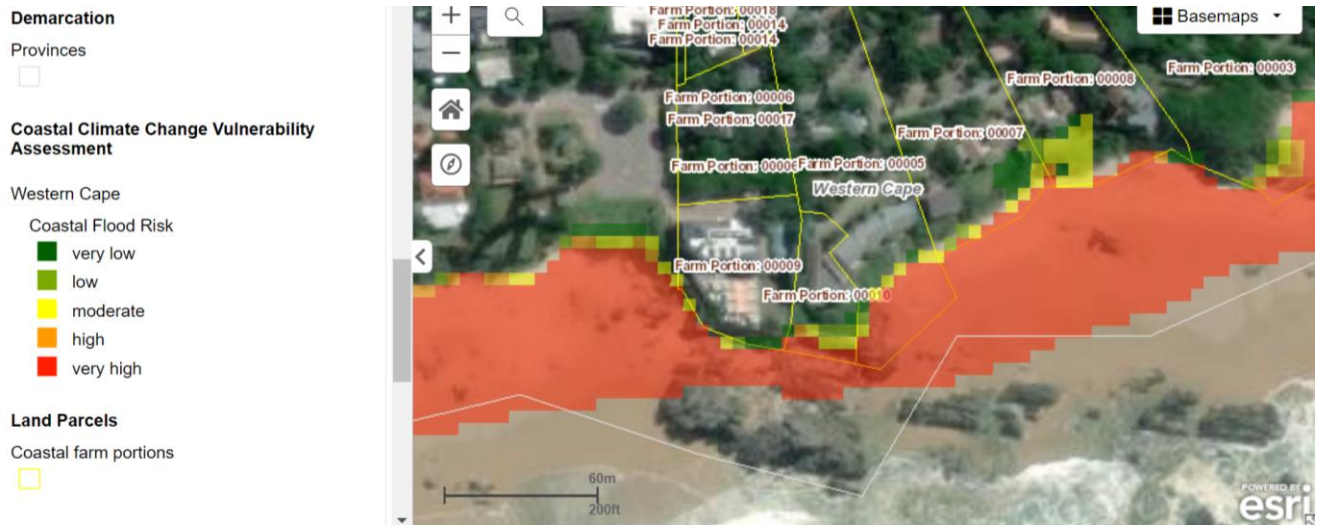 Demarcation
Provinces
Coastal Climate Change Vulnerability
Assessment
Western Cape
Coastal Flood Risk
very low
low
moderate
high
very high
Land Parcels
Coastal farm portions
Basemaps
Farm Portion: 00018
Farm Portion: 00014
Farm Portion: 00014
Farm Portion: 00003
Farm Portion: 00008
Farm Portion: 00006
Farm Portion: 00017
Farm Portion: 00007
Farm Portion: 00006
Farm Portion: 00005
Western Cape
Farm Portion: 00009
Farm Portion: 00010
60m
200ft
POWERED BY
esri